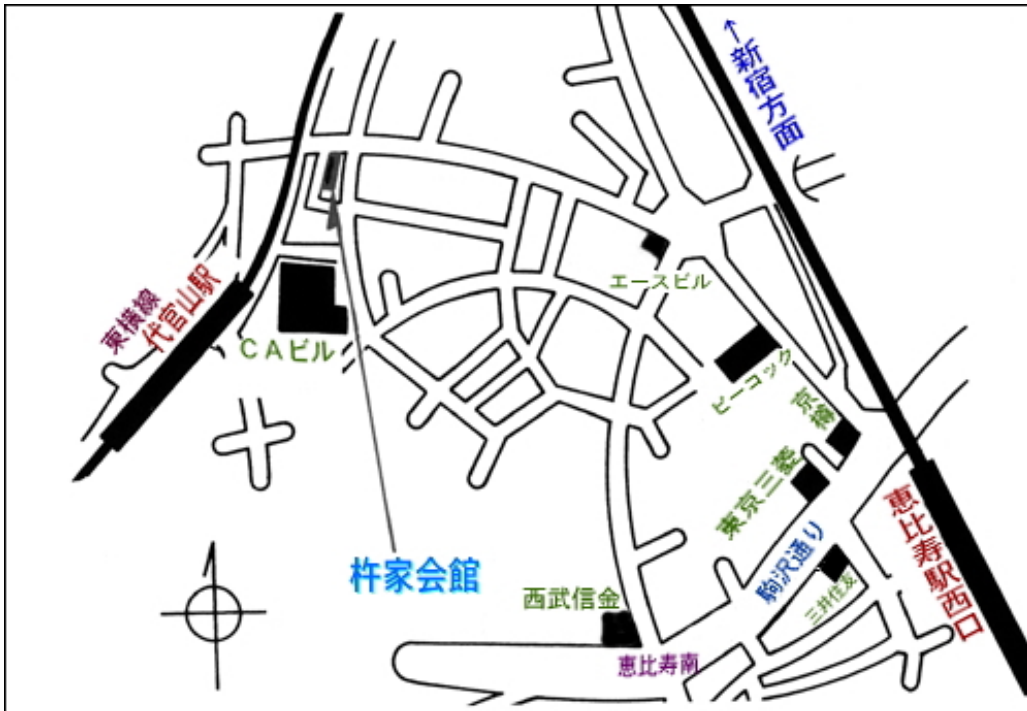 ↑新宿方面
エースビル
東横線
代官山駅
CAビル
ピーコック
京樽
東京三菱
恵比寿駅西口
駒沢通り
杵家会館
三井住友
西武信金
恵比寿南